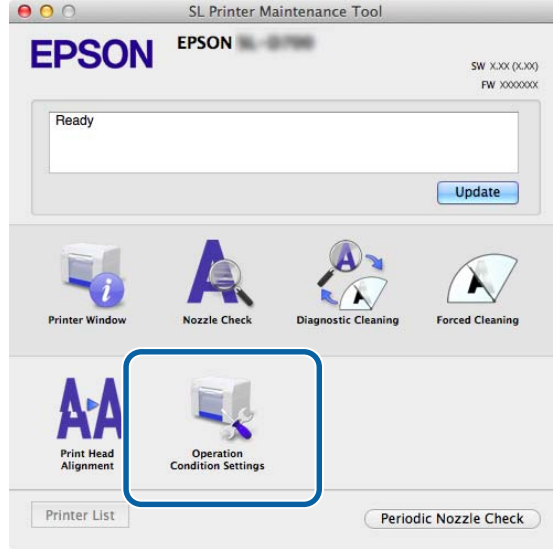 SL Printer Maintenance Tool
EPSON
EPSON
SW X.XX (X.XX)
FW XXXXXXX
Ready
Update
Printer Window
Nozzle Check
Diagnostic Cleaning
Forced Cleaning
Print Head
Alignment
Operation
Condition Settings
Printer List
Periodic Nozzle Check